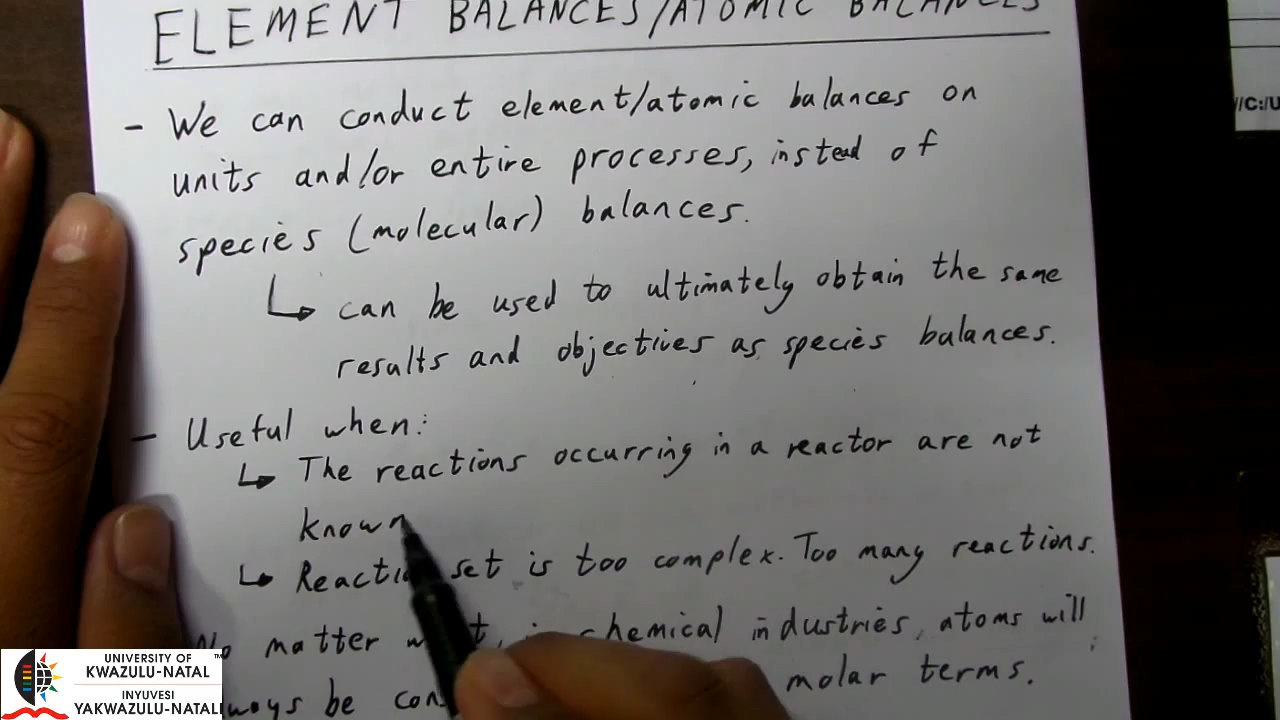 ELEMENT BALANCES/ATOMIC BALANCES
- We can conduct element/atomic balances on
units and/or entire processes, instead of
species (molecular) balances.
↳ can be used to ultimately obtain the same
results and objectives as species balances.
- Useful when:
↳ The reactions occurring in a reactor are not
known
↳ set is too complex. Too many reactions.
No matter chemical industries, atoms will
be molar terms.
//C:/U
UNIVERSITY OF
KWAZULU-NATAL
TM
INYUVESI
YAKWAZULU-NATALI